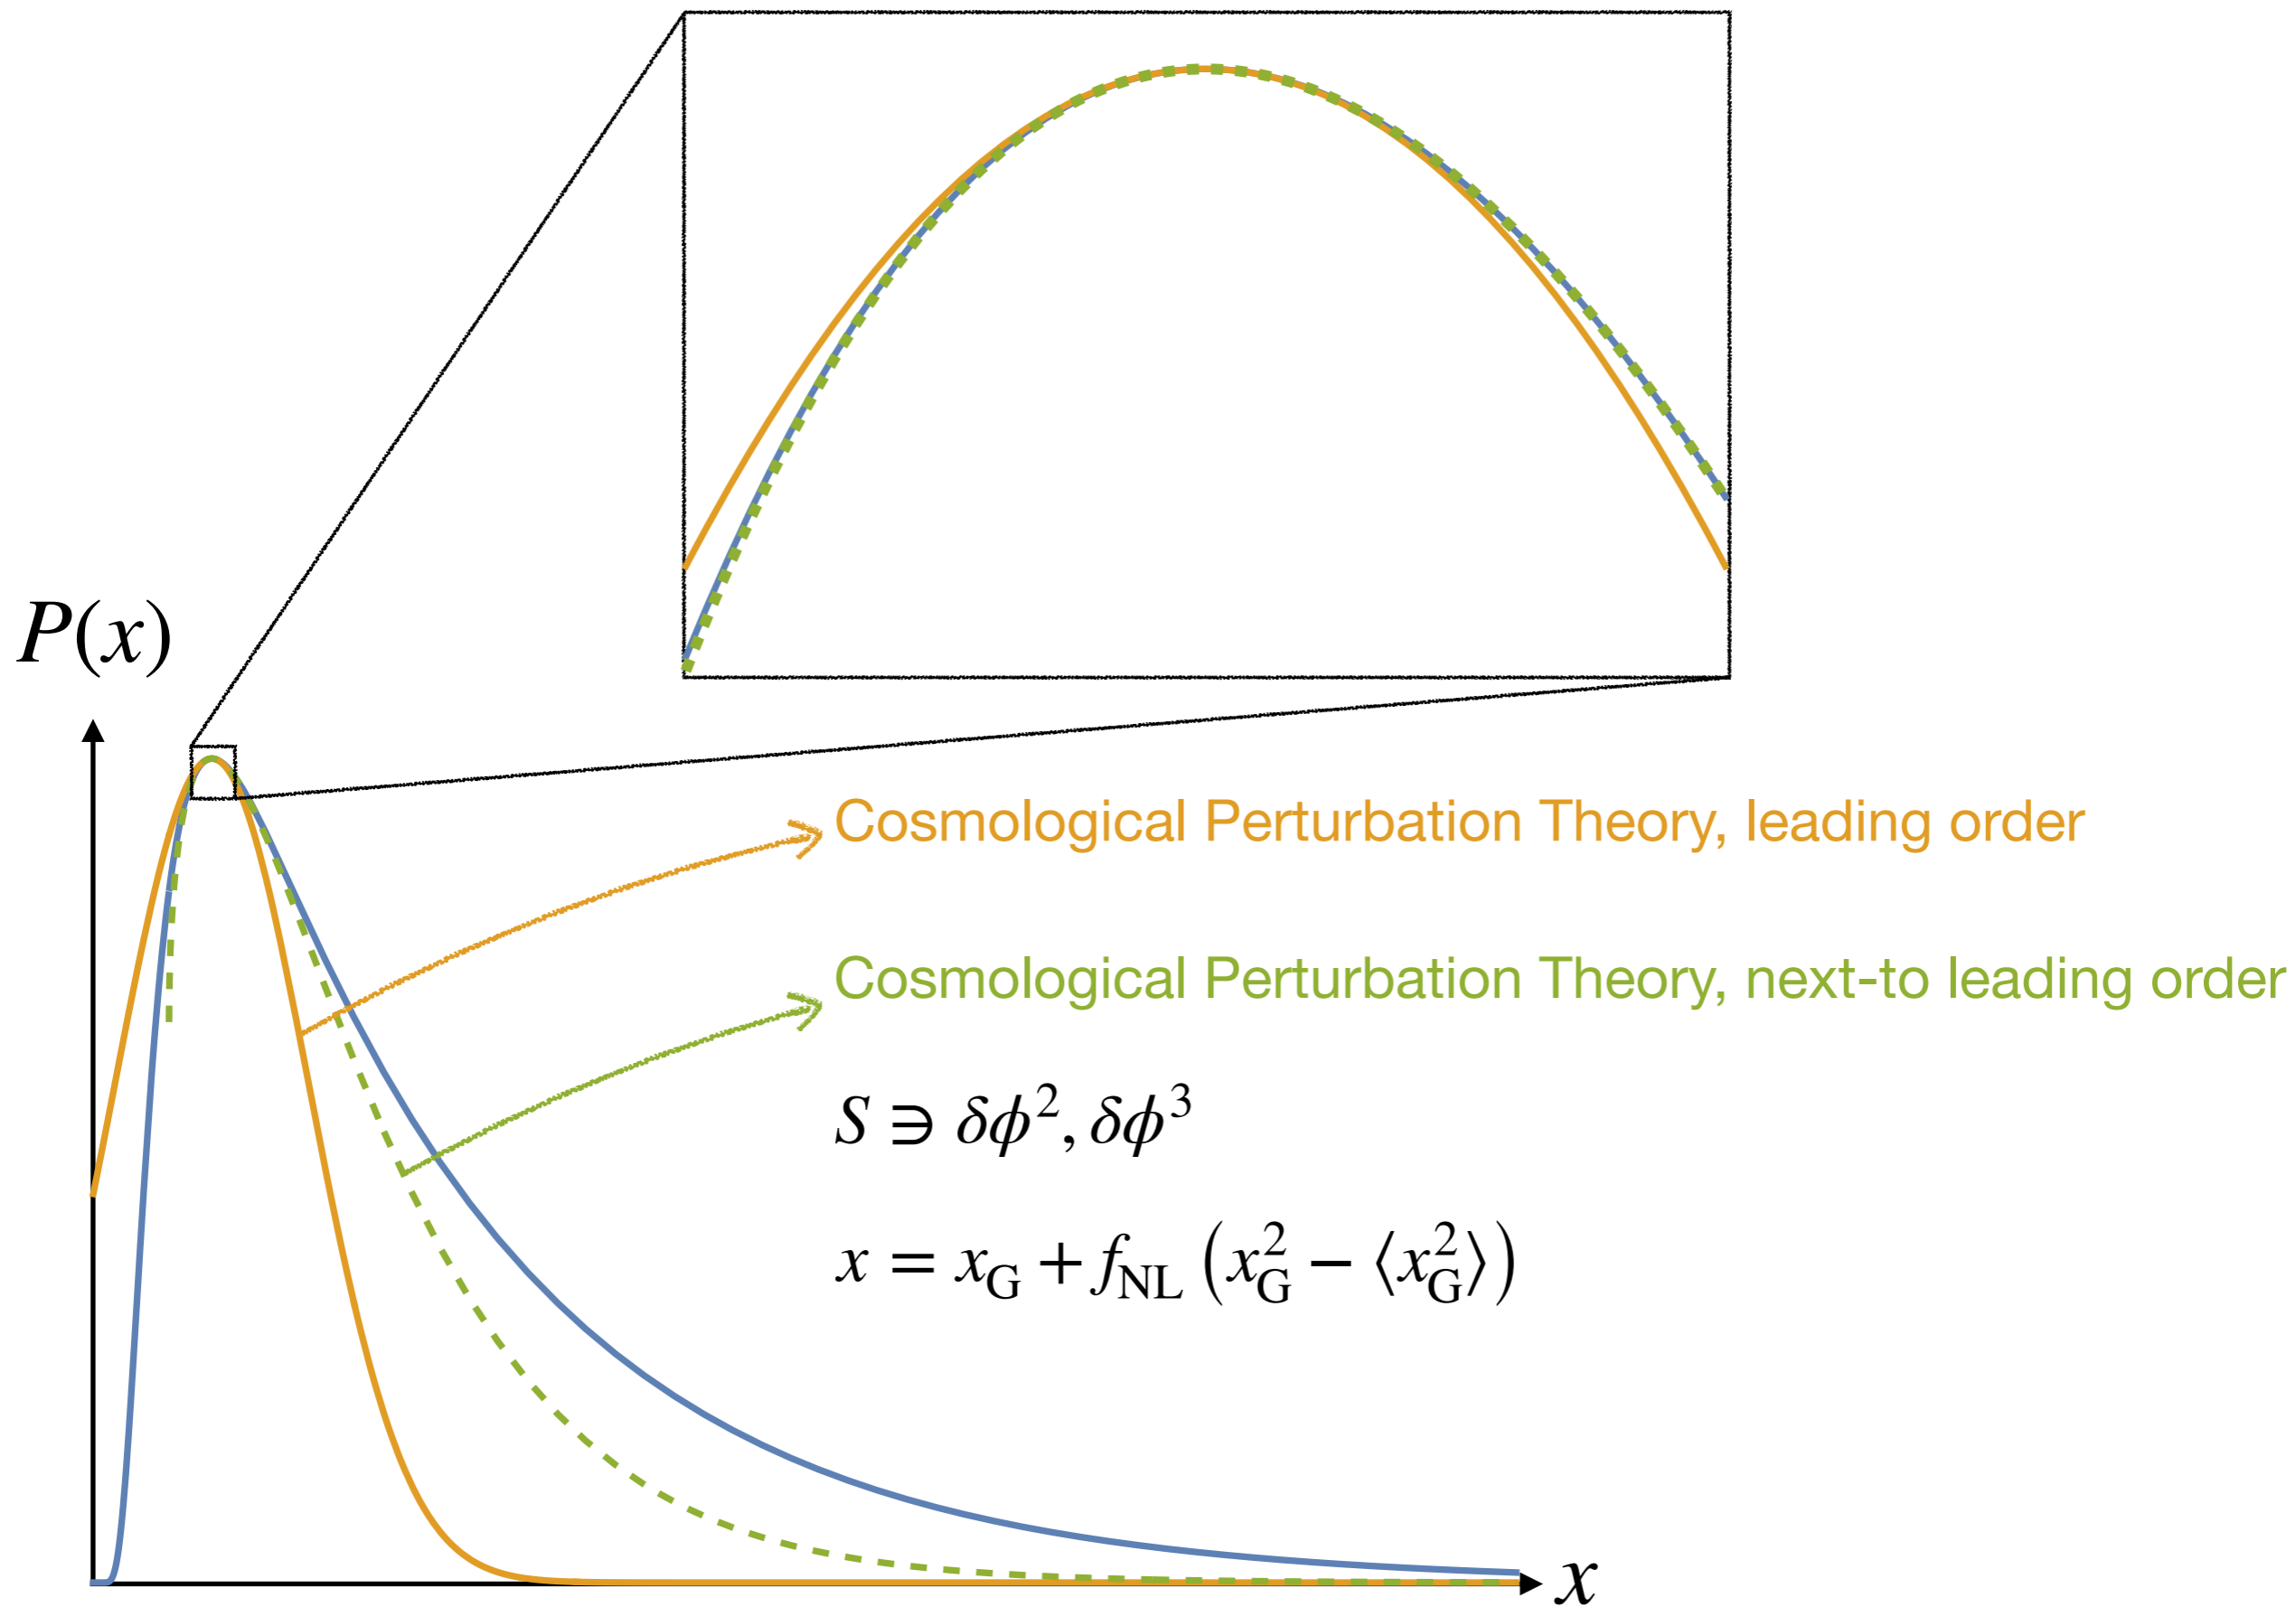 P(x)
Cosmological Perturbation Theory, leading order
Cosmological Perturbation Theory, next-to leading order
S ∋ δϕ², δϕ³
x = x_G + f_NL (x_G² − ⟨x_G²⟩)
x